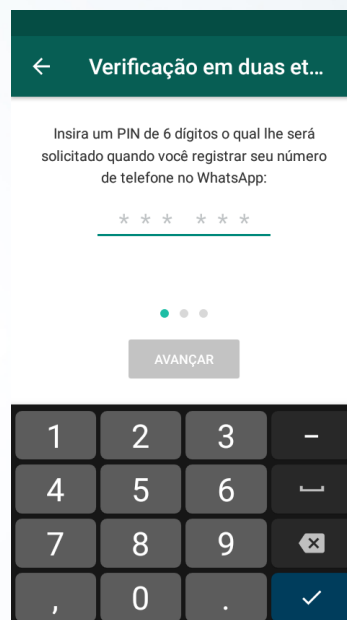 Verificação em duas et...
Insira um PIN de 6 dígitos o qual lhe será
solicitado quando você registrar seu número
de telefone no WhatsApp:
* * * * * *
AVANÇAR
1 2 3 –
4 5 6
7 8 9
, 0 .